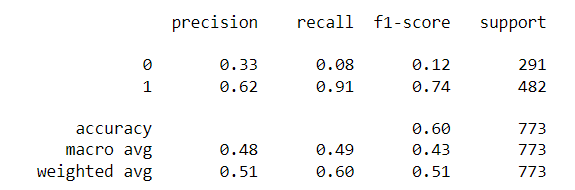 precision recall f1-score support
0 0.33 0.08 0.12 291
1 0.62 0.91 0.74 482
accuracy 0.60 773
macro avg 0.48 0.49 0.43 773
weighted avg 0.51 0.60 0.51 773